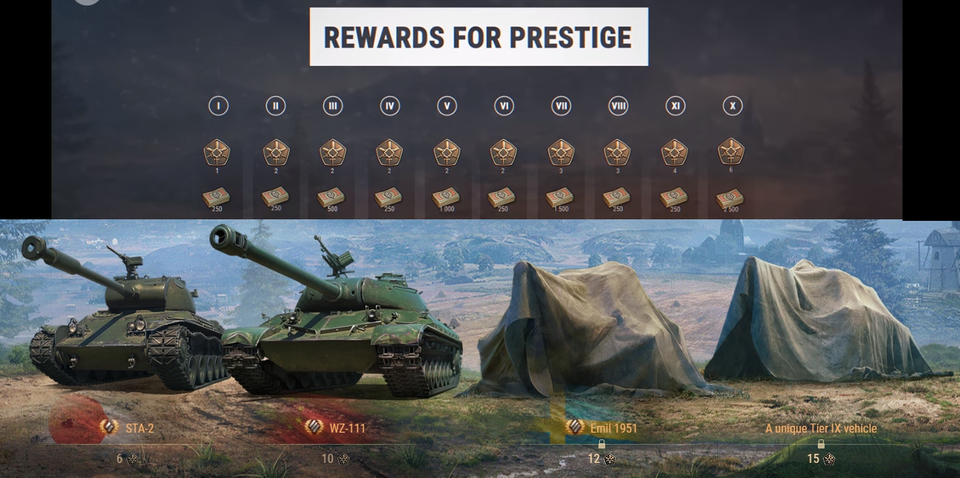 REWARDS FOR PRESTIGE
I II III IV V VI VII VIII XI X
1 2 2 2 2 2 3 3 4 6
250 250 500 250 1 000 250 1 500 250 250 2 500
STA-2 WZ-111 Emil 1951 A unique Tier IX vehicle
6 10 12 15